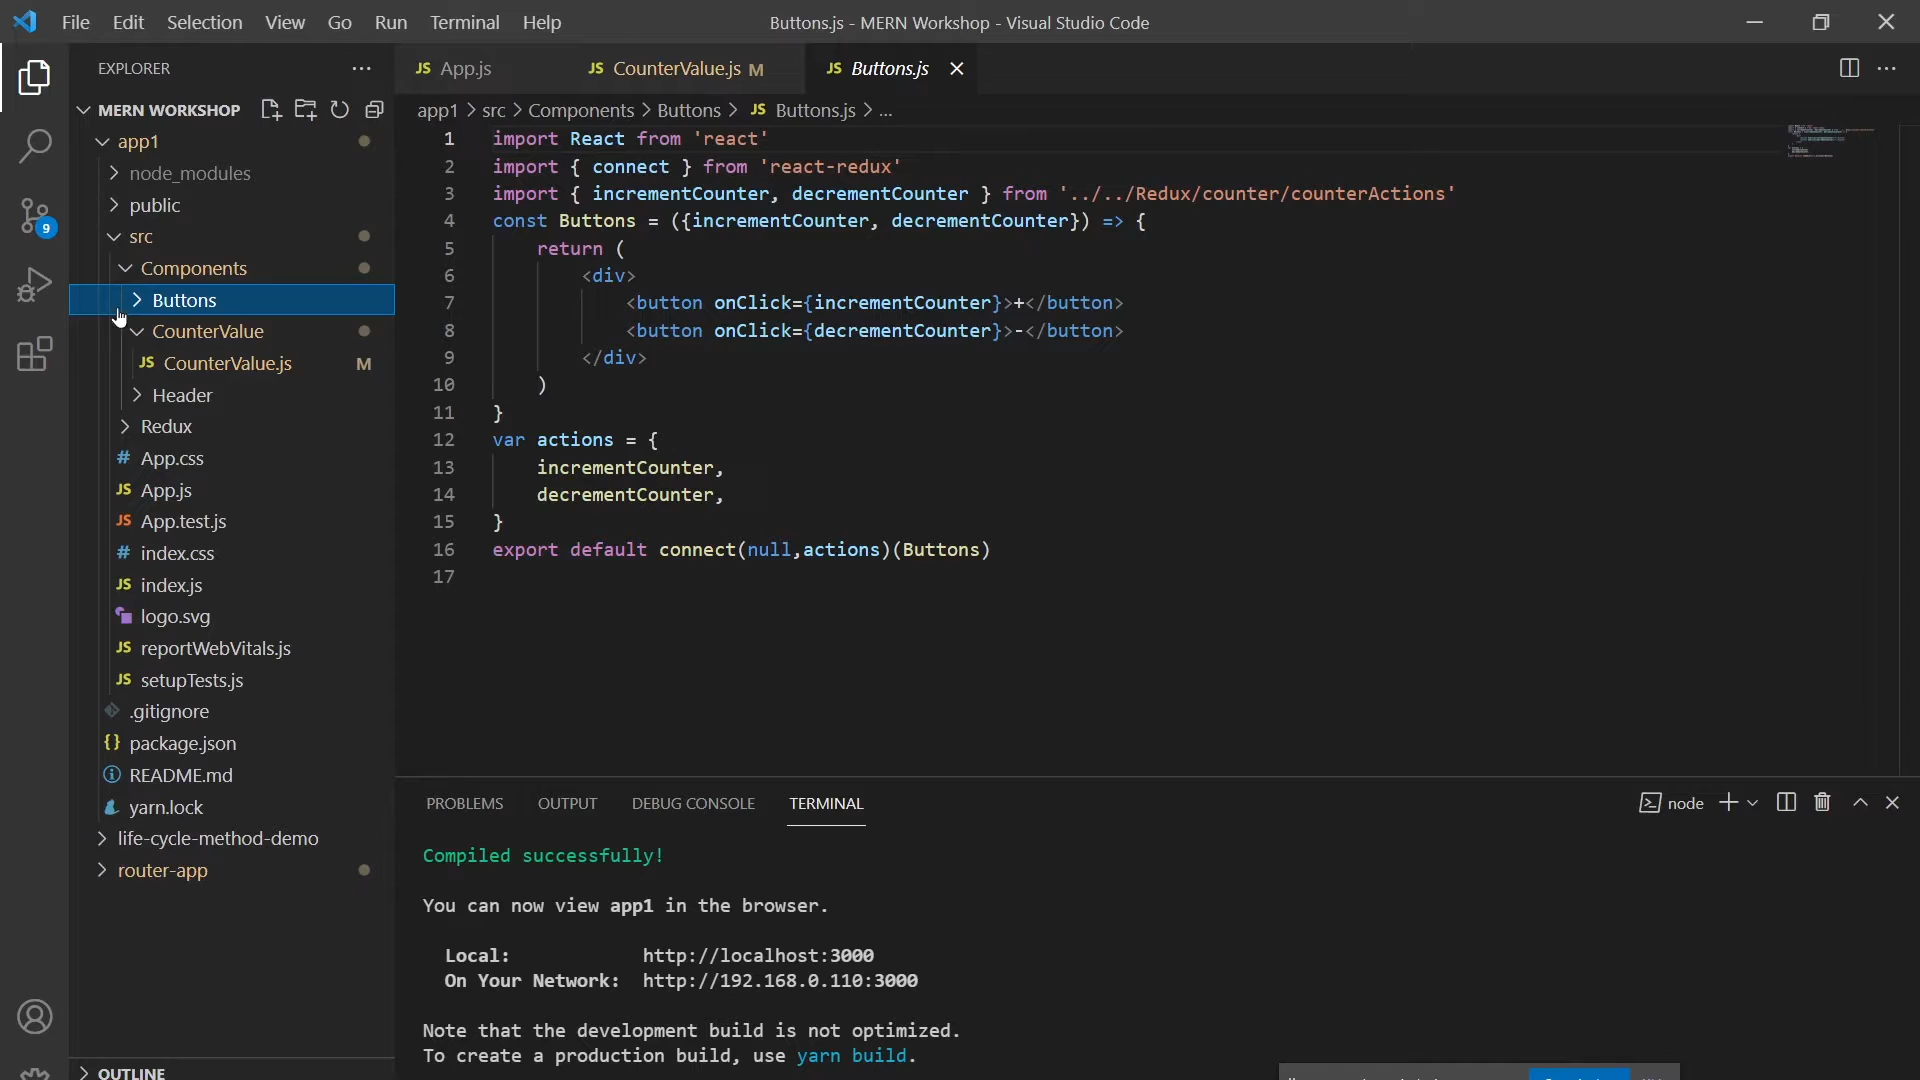 File Edit Selection View Go Run Terminal Help
Buttons.js - MERN Workshop - Visual Studio Code
EXPLORER
MERN WORKSHOP
app1
node_modules
public
src
Components
Buttons
CounterValue
JS CounterValue.js M
Header
Redux
# App.css
JS App.js
JS App.test.js
# index.css
JS index.js
logo.svg
JS reportWebVitals.js
JS setupTests.js
.gitignore
{} package.json
README.md
yarn.lock
life-cycle-method-demo
router-app
OUTLINE
9
JS App.js
JS CounterValue.js M
JS Buttons.js
app1 > src > Components > Buttons > JS Buttons.js > ...
1 import React from 'react'
2 import { connect } from 'react-redux'
3 import { incrementCounter, decrementCounter } from '../../Redux/counter/counterActions'
4 const Buttons = ({incrementCounter, decrementCounter}) => {
5 return (
6 <div>
7 <button onClick={incrementCounter}>+</button>
8 <button onClick={decrementCounter}>-</button>
9 </div>
10 )
11 }
12 var actions = {
13 incrementCounter,
14 decrementCounter,
15 }
16 export default connect(null,actions)(Buttons)
17
PROBLEMS OUTPUT DEBUG CONSOLE TERMINAL
node
Compiled successfully!
You can now view app1 in the browser.
Local: http://localhost:3000
On Your Network: http://192.168.0.110:3000
Note that the development build is not optimized.
To create a production build, use yarn build.